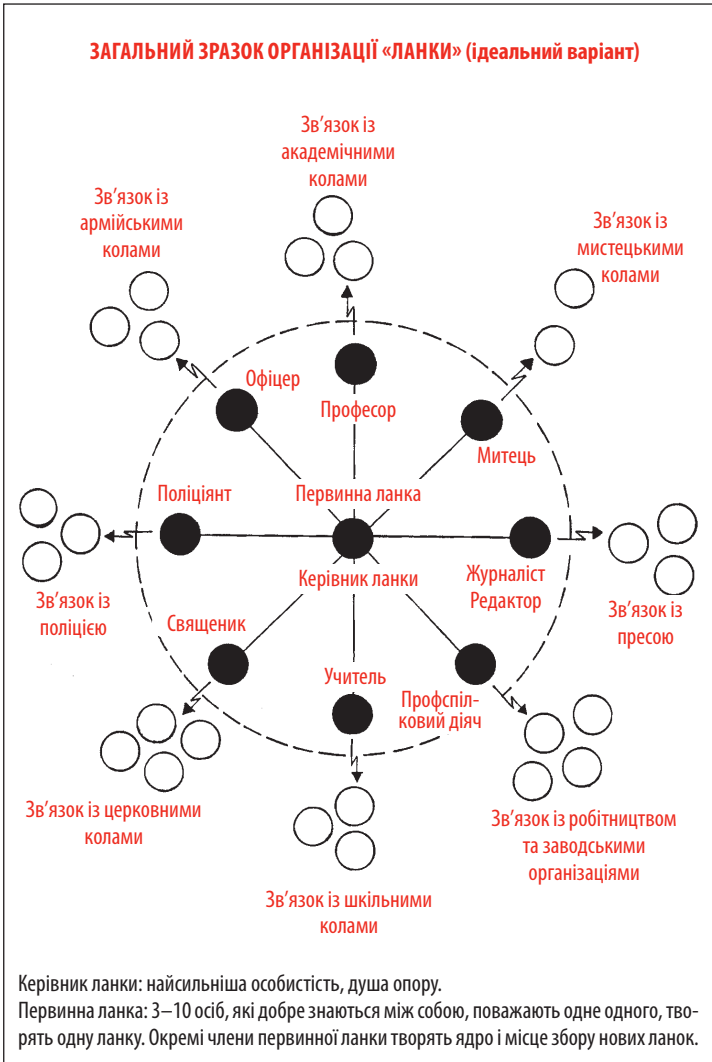 ЗАГАЛЬНИЙ ЗРАЗОК ОРГАНІЗАЦІЇ «ЛАНКИ» (ідеальний варіант)
Зв’язок із
академічними
колами
Зв’язок із
армійськими
колами
Зв’язок із
мистецькими
колами
Офіцер
Професор
Митець
Поліціянт
Первинна ланка
Керівник ланки
Журналіст
Редактор
Зв’язок із
поліцією
Зв’язок із
пресою
Священик
Учитель
Профспіл-
ковий діяч
Зв’язок із церковними
колами
Зв’язок із робітництвом
та заводськими
організаціями
Зв’язок із шкільними
колами
Керівник ланки: найсильніша особистість, душа опору.
Первинна ланка: 3–10 осіб, які добре знаються між собою, поважають одне одного, тво-
рять одну ланку. Окремі члени первинної ланки творять ядро і місце збору нових ланок.